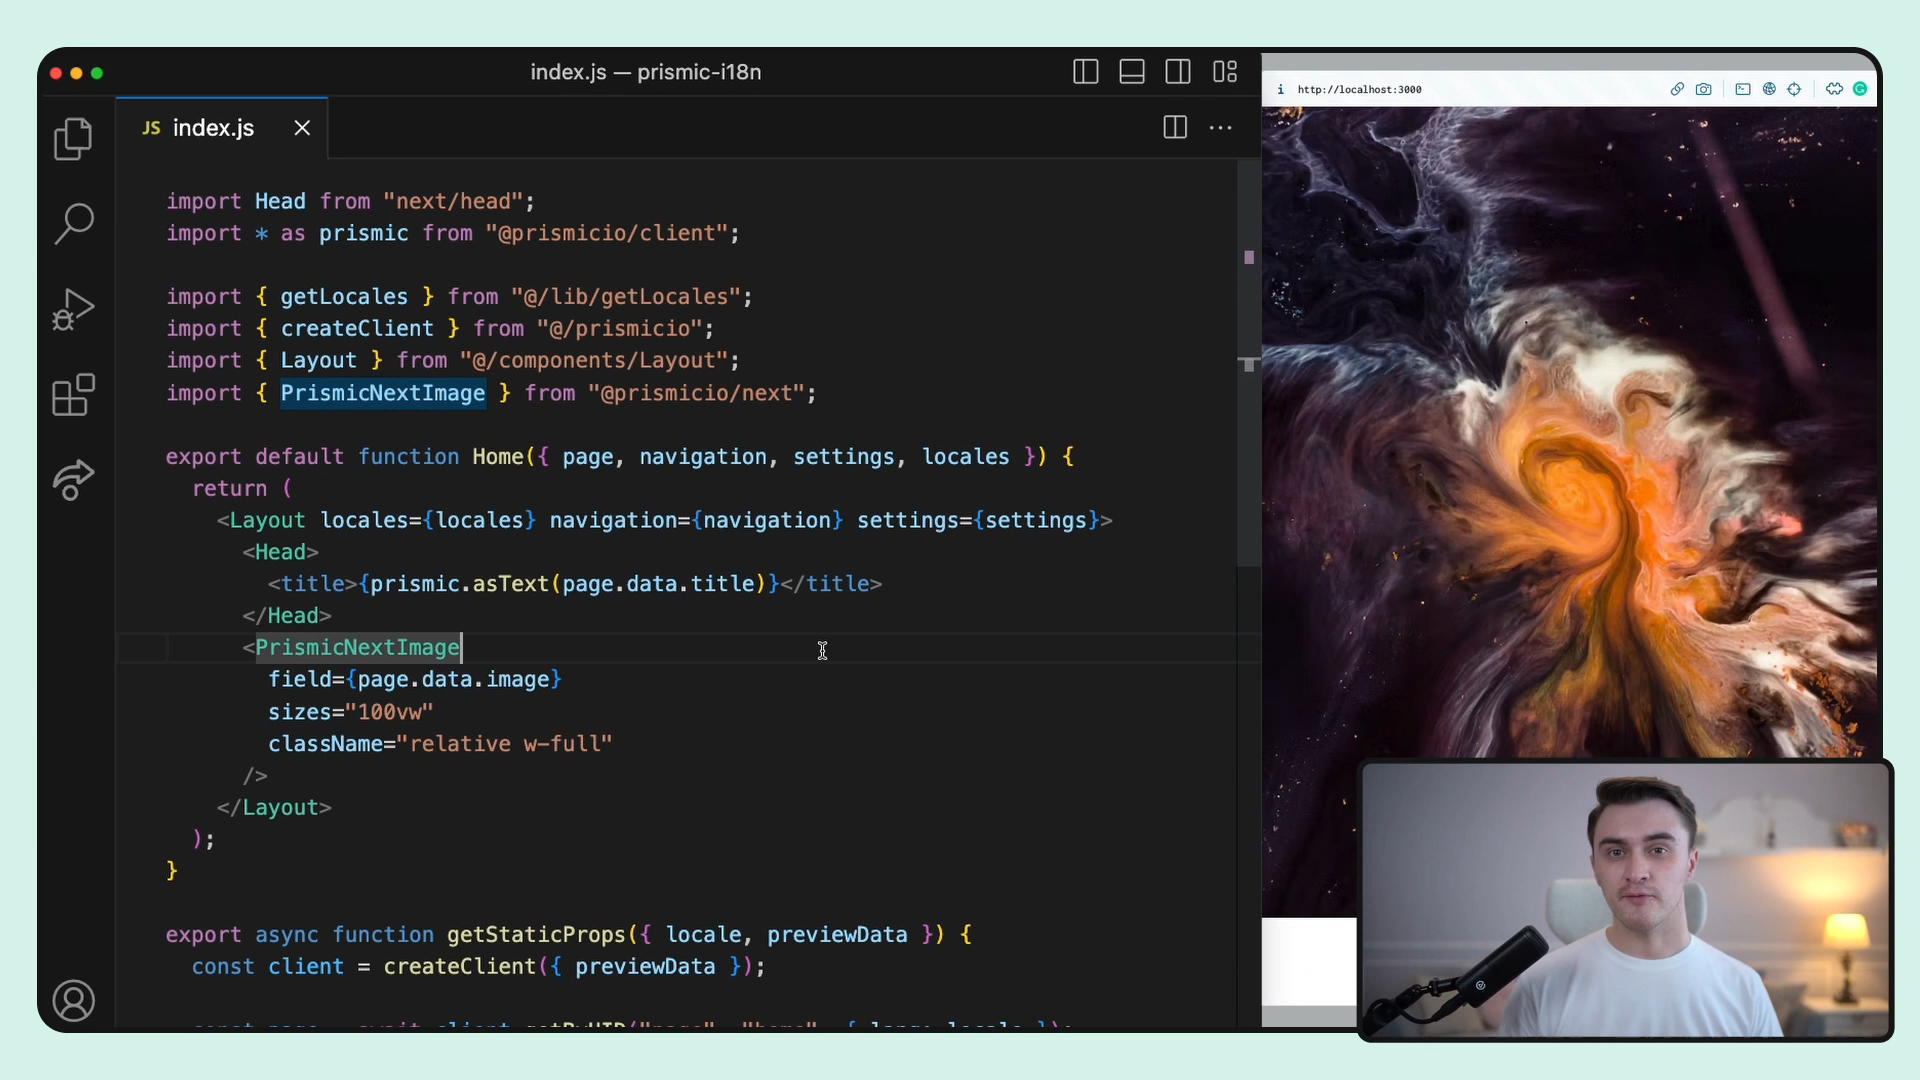 index.js — prismic-i18n
http://localhost:3000
JS index.js
import Head from "next/head";
import * as prismic from "@prismicio/client";
import { getLocales } from "@/lib/getLocales";
import { createClient } from "@/prismicio";
import { Layout } from "@/components/Layout";
import { PrismicNextImage } from "@prismicio/next";
export default function Home({ page, navigation, settings, locales }) {
return (
<Layout locales={locales} navigation={navigation} settings={settings}>
<Head>
<title>{prismic.asText(page.data.title)}</title>
</Head>
<PrismicNextImage
field={page.data.image}
sizes="100vw"
className="relative w-full"
/>
</Layout>
);
}
export async function getStaticProps({ locale, previewData }) {
const client = createClient({ previewData });